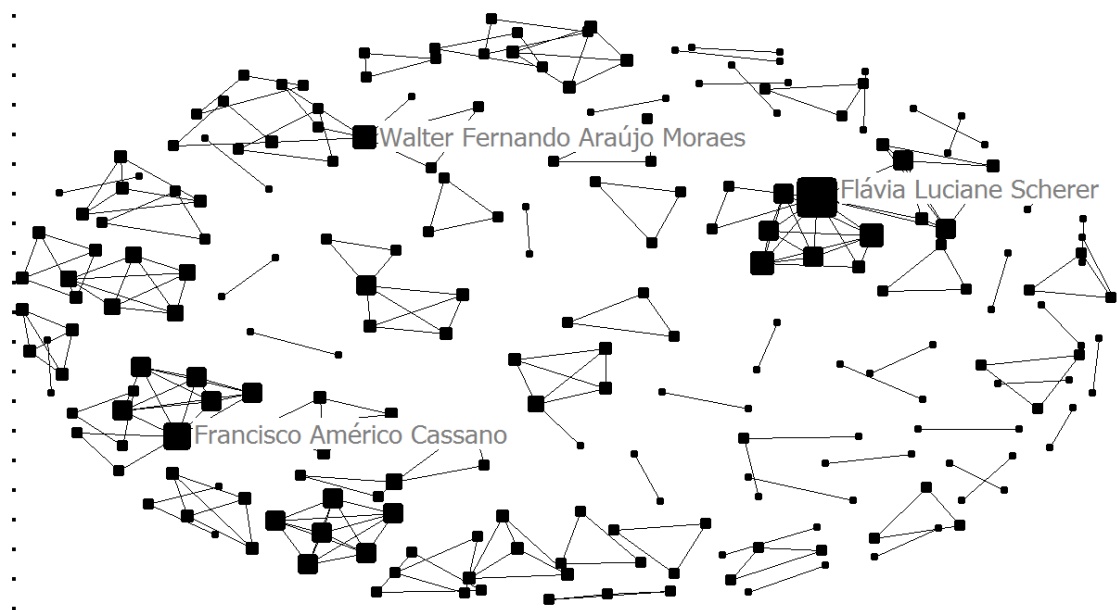 Walter Fernando Araújo Moraes
Flávia Luciane Scherer
Francisco Américo Cassano